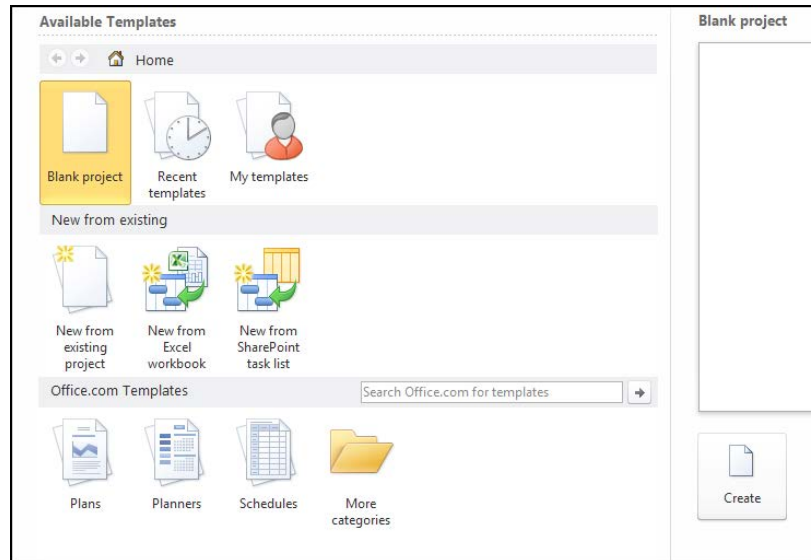 Available Templates
Blank project
Home
Blank project
Recent
templates
My templates
New from existing
New from
existing
project
New from
Excel
workbook
New from
SharePoint
task list
Office.com Templates
Search Office.com for templates
Plans
Planners
Schedules
More
categories
Create